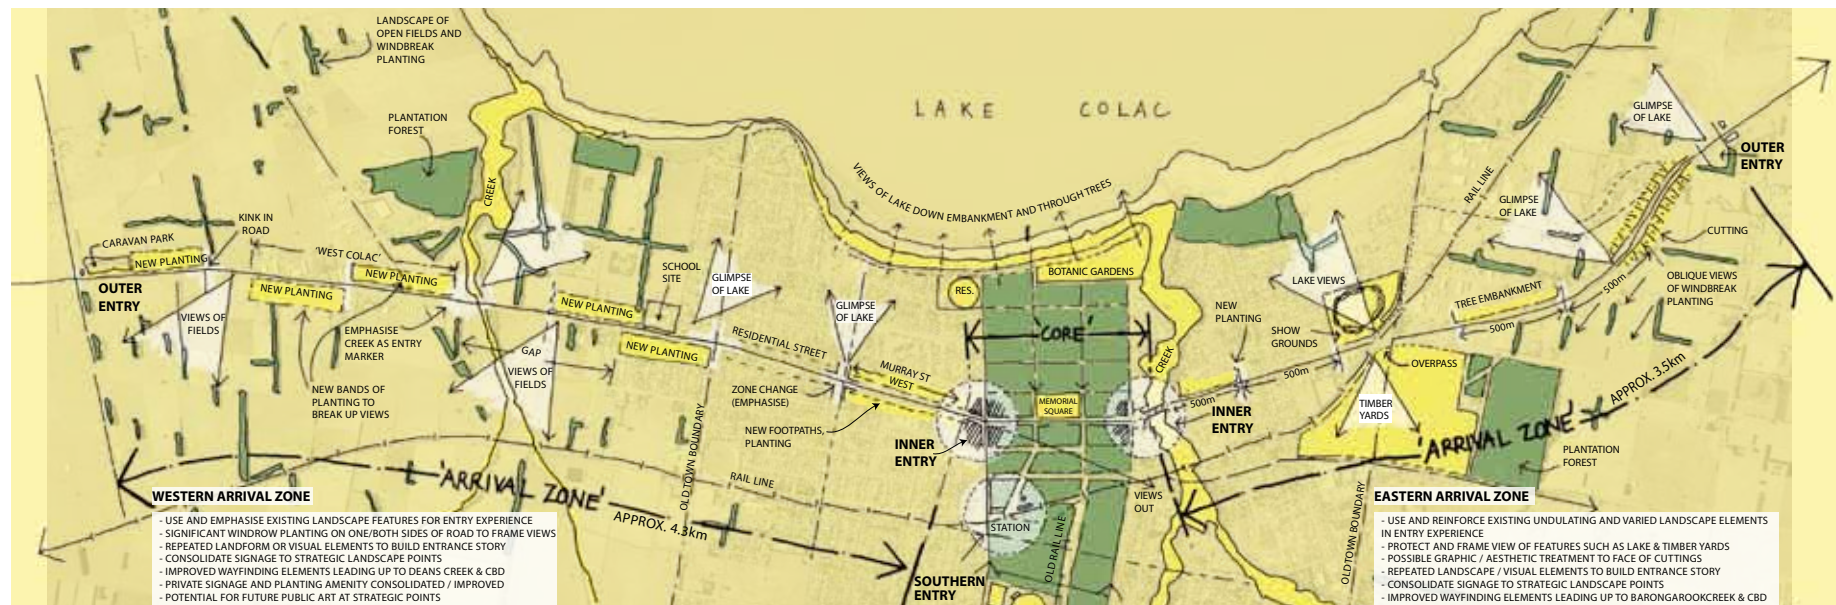 LANDSCAPE OF
OPEN FIELDS AND
WINDBREAK
PLANTING
PLANTATION
FOREST
CREEK
LAKE COLAC
VIEWS OF LAKE DOWN EMBANKMENT AND THROUGH TREES
RAIL LINE
GLIMPSE
OF LAKE
OUTER
ENTRY
GLIMPSE
OF LAKE
CUTTING
OBLIQUE VIEWS
OF WINDBREAK
PLANTING
500m
TREE EMBANKMENT
500m
CARAVAN PARK
NEW PLANTING
KINK IN
ROAD
'WEST COLAC'
NEW PLANTING
NEW PLANTING
OUTER
ENTRY
VIEWS OF
FIELDS
EMPHASISE
CREEK AS ENTRY
MARKER
NEW BANDS OF
PLANTING TO
BREAK UP VIEWS
GAP
VIEWS OF
FIELDS
NEW PLANTING
NEW PLANTING
SCHOOL
SITE
GLIMPSE
OF LAKE
RESIDENTIAL STREET
GLIMPSE
OF LAKE
MURRAY ST
WEST
ZONE CHANGE
(EMPHASISE)
NEW FOOTPATHS,
PLANTING
OLD TOWN BOUNDARY
RAIL LINE
RES.
BOTANIC GARDENS
'CORE'
MEMORIAL
SQUARE
CREEK
INNER
ENTRY
STATION
OLD RAIL LINE
SOUTHERN
ENTRY
VIEWS
OUT
NEW
PLANTING
SHOW
GROUNDS
LAKE VIEWS
500m
500m
INNER
ENTRY
OVERPASS
TIMBER
YARDS
APPROX. 3.5km
'ARRIVAL ZONE'
PLANTATION
FOREST
OLD TOWN BOUNDARY
'ARRIVAL ZONE'
APPROX. 4.3km
WESTERN ARRIVAL ZONE
- USE AND EMPHASISE EXISTING LANDSCAPE FEATURES FOR ENTRY EXPERIENCE
- SIGNIFICANT WINDROW PLANTING ON ONE/BOTH SIDES OF ROAD TO FRAME VIEWS
- REPEATED LANDFORM OR VISUAL ELEMENTS TO BUILD ENTRANCE STORY
- CONSOLIDATE SIGNAGE TO STRATEGIC LANDSCAPE POINTS
- IMPROVED WAYFINDING ELEMENTS LEADING UP TO DEANS CREEK & CBD
- PRIVATE SIGNAGE AND PLANTING AMENITY CONSOLIDATED / IMPROVED
- POTENTIAL FOR FUTURE PUBLIC ART AT STRATEGIC POINTS
EASTERN ARRIVAL ZONE
- USE AND REINFORCE EXISTING UNDULATING AND VARIED LANDSCAPE ELEMENTS
IN ENTRY EXPERIENCE
- PROTECT AND FRAME VIEW OF FEATURES SUCH AS LAKE & TIMBER YARDS
- POSSIBLE GRAPHIC / AESTHETIC TREATMENT TO FACE OF CUTTINGS
- REPEATED LANDSCAPE / VISUAL ELEMENTS TO BUILD ENTRANCE STORY
- CONSOLIDATE SIGNAGE TO STRATEGIC LANDSCAPE POINTS
- IMPROVED WAYFINDING ELEMENTS LEADING UP TO BARONGAROOKCREEK & CBD